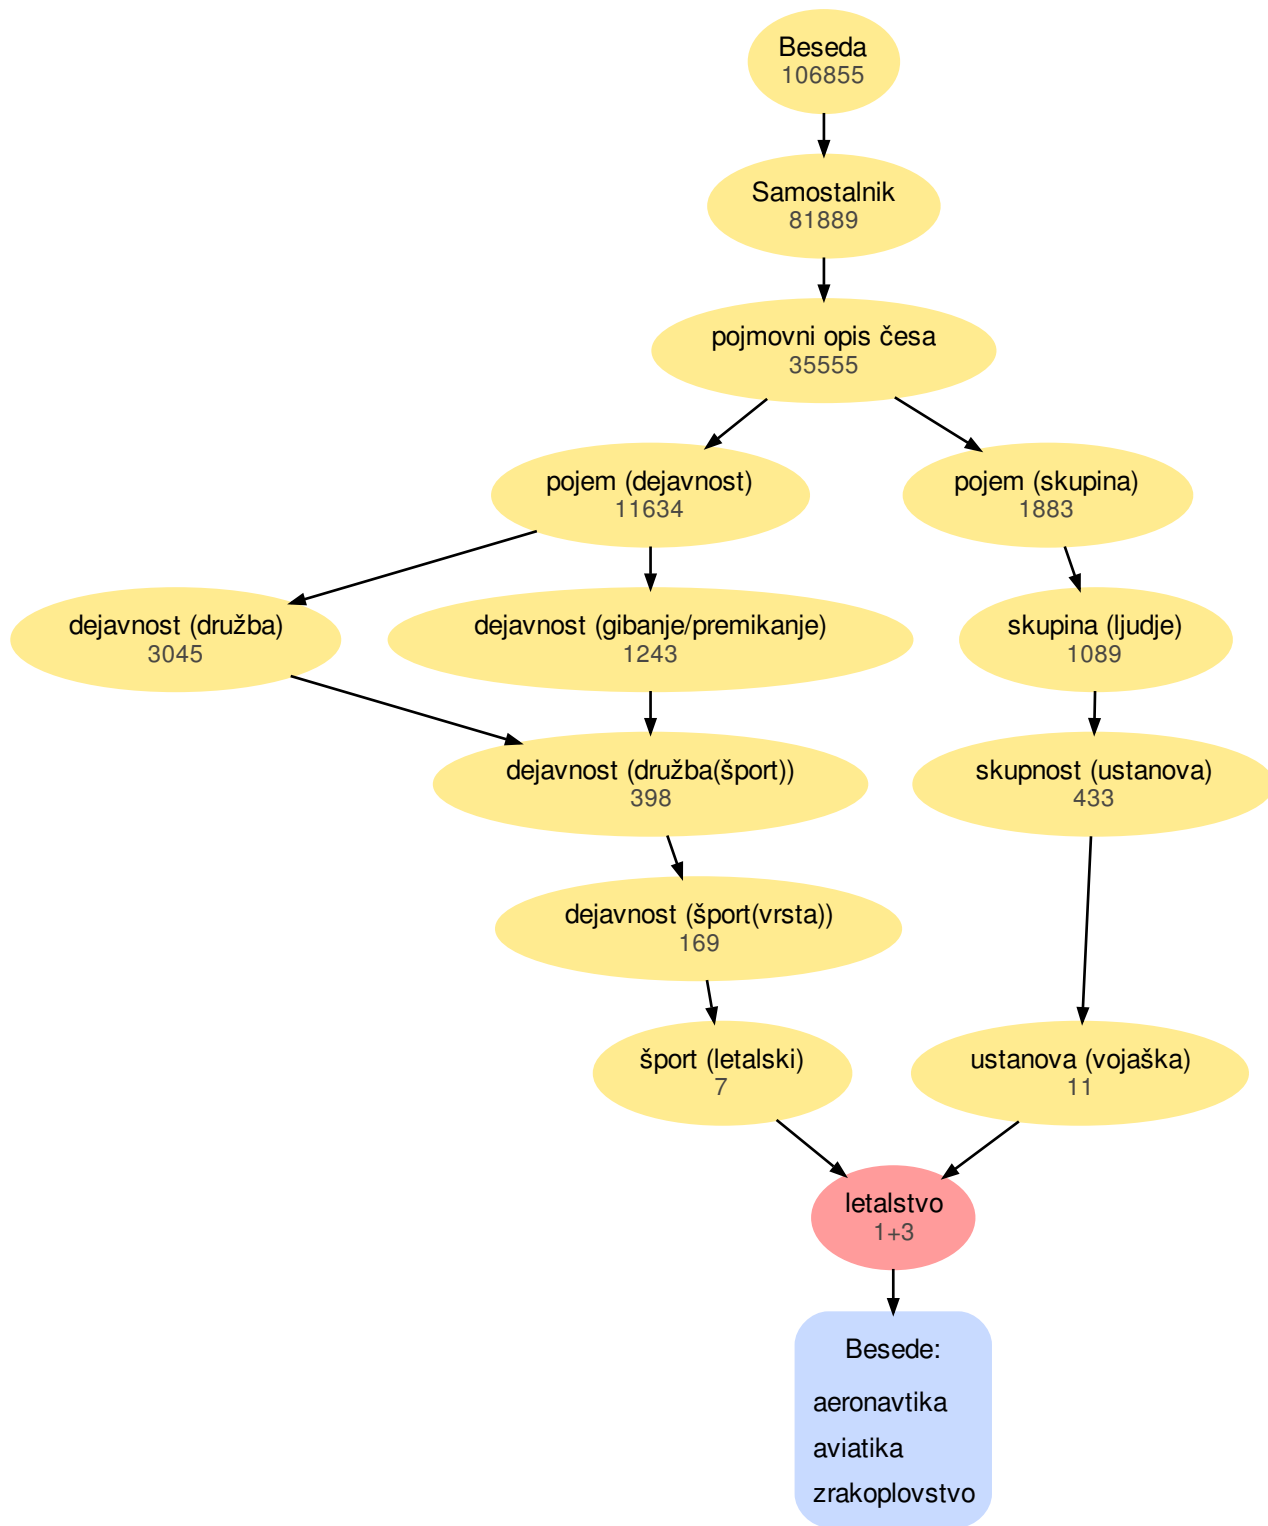 Beseda
106855
Samostalnik
81889
pojmovni opis česa
35555
pojem (dejavnost)
11634
pojem (skupina)
1883
dejavnost (družba)
3045
dejavnost (gibanje/premikanje)
1243
skupina (ljudje)
1089
dejavnost (družba(šport))
398
skupnost (ustanova)
433
dejavnost (šport(vrsta))
169
šport (letalski)
7
ustanova (vojaška)
11
letalstvo
1+3
Besede:
aeronavtika
aviatika
zrakoplovstvo